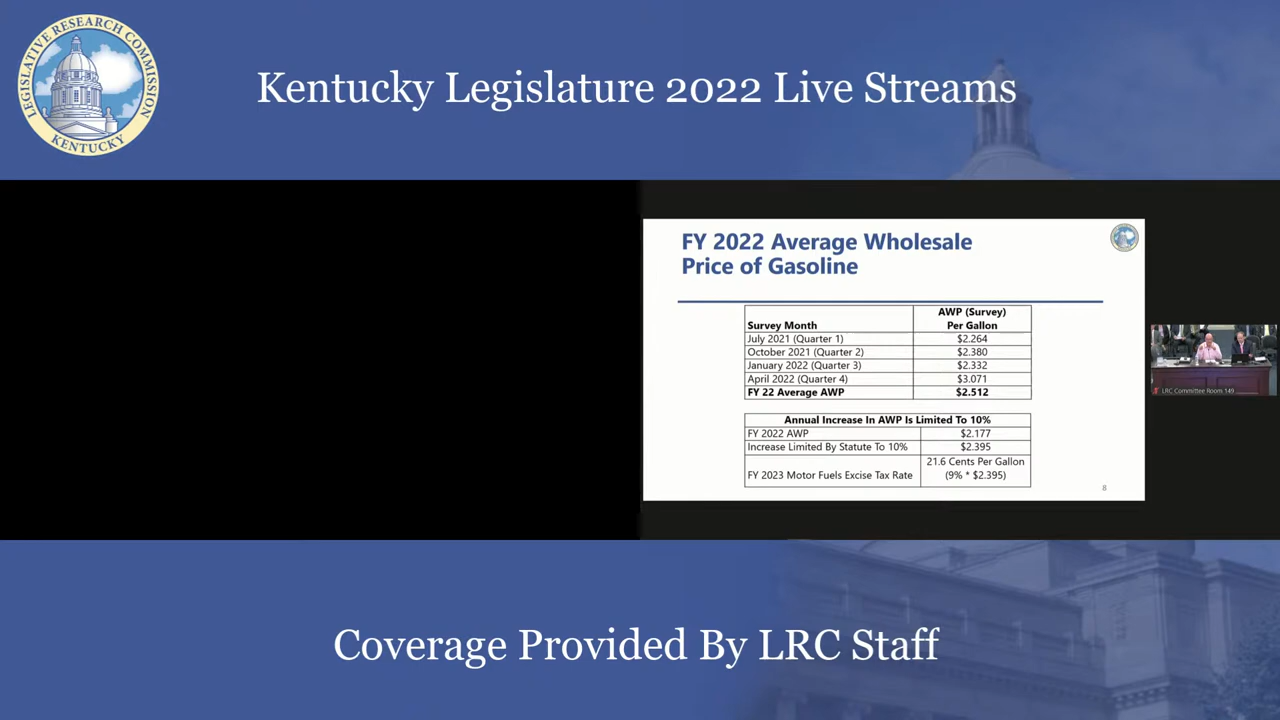 LEGISLATIVE RESEARCH COMMISSION
KENTUCKY
Kentucky Legislature 2022 Live Streams
FY 2022 Average Wholesale
Price of Gasoline
Survey Month AWP (Survey) Per Gallon
July 2021 (Quarter 1) $2.264
October 2021 (Quarter 2) $2.380
January 2022 (Quarter 3) $2.332
April 2022 (Quarter 4) $3.071
FY 22 Average AWP $2.512
Annual Increase in AWP Is Limited To 10%
FY 2022 AWP $2.177
Increase Limited By Statute To 10% $2.395
FY 2023 Motor Fuels Excise Tax Rate 21.6 Cents Per Gallon (9% * $2.395)
8
LRC Committee Room 149
Coverage Provided By LRC Staff